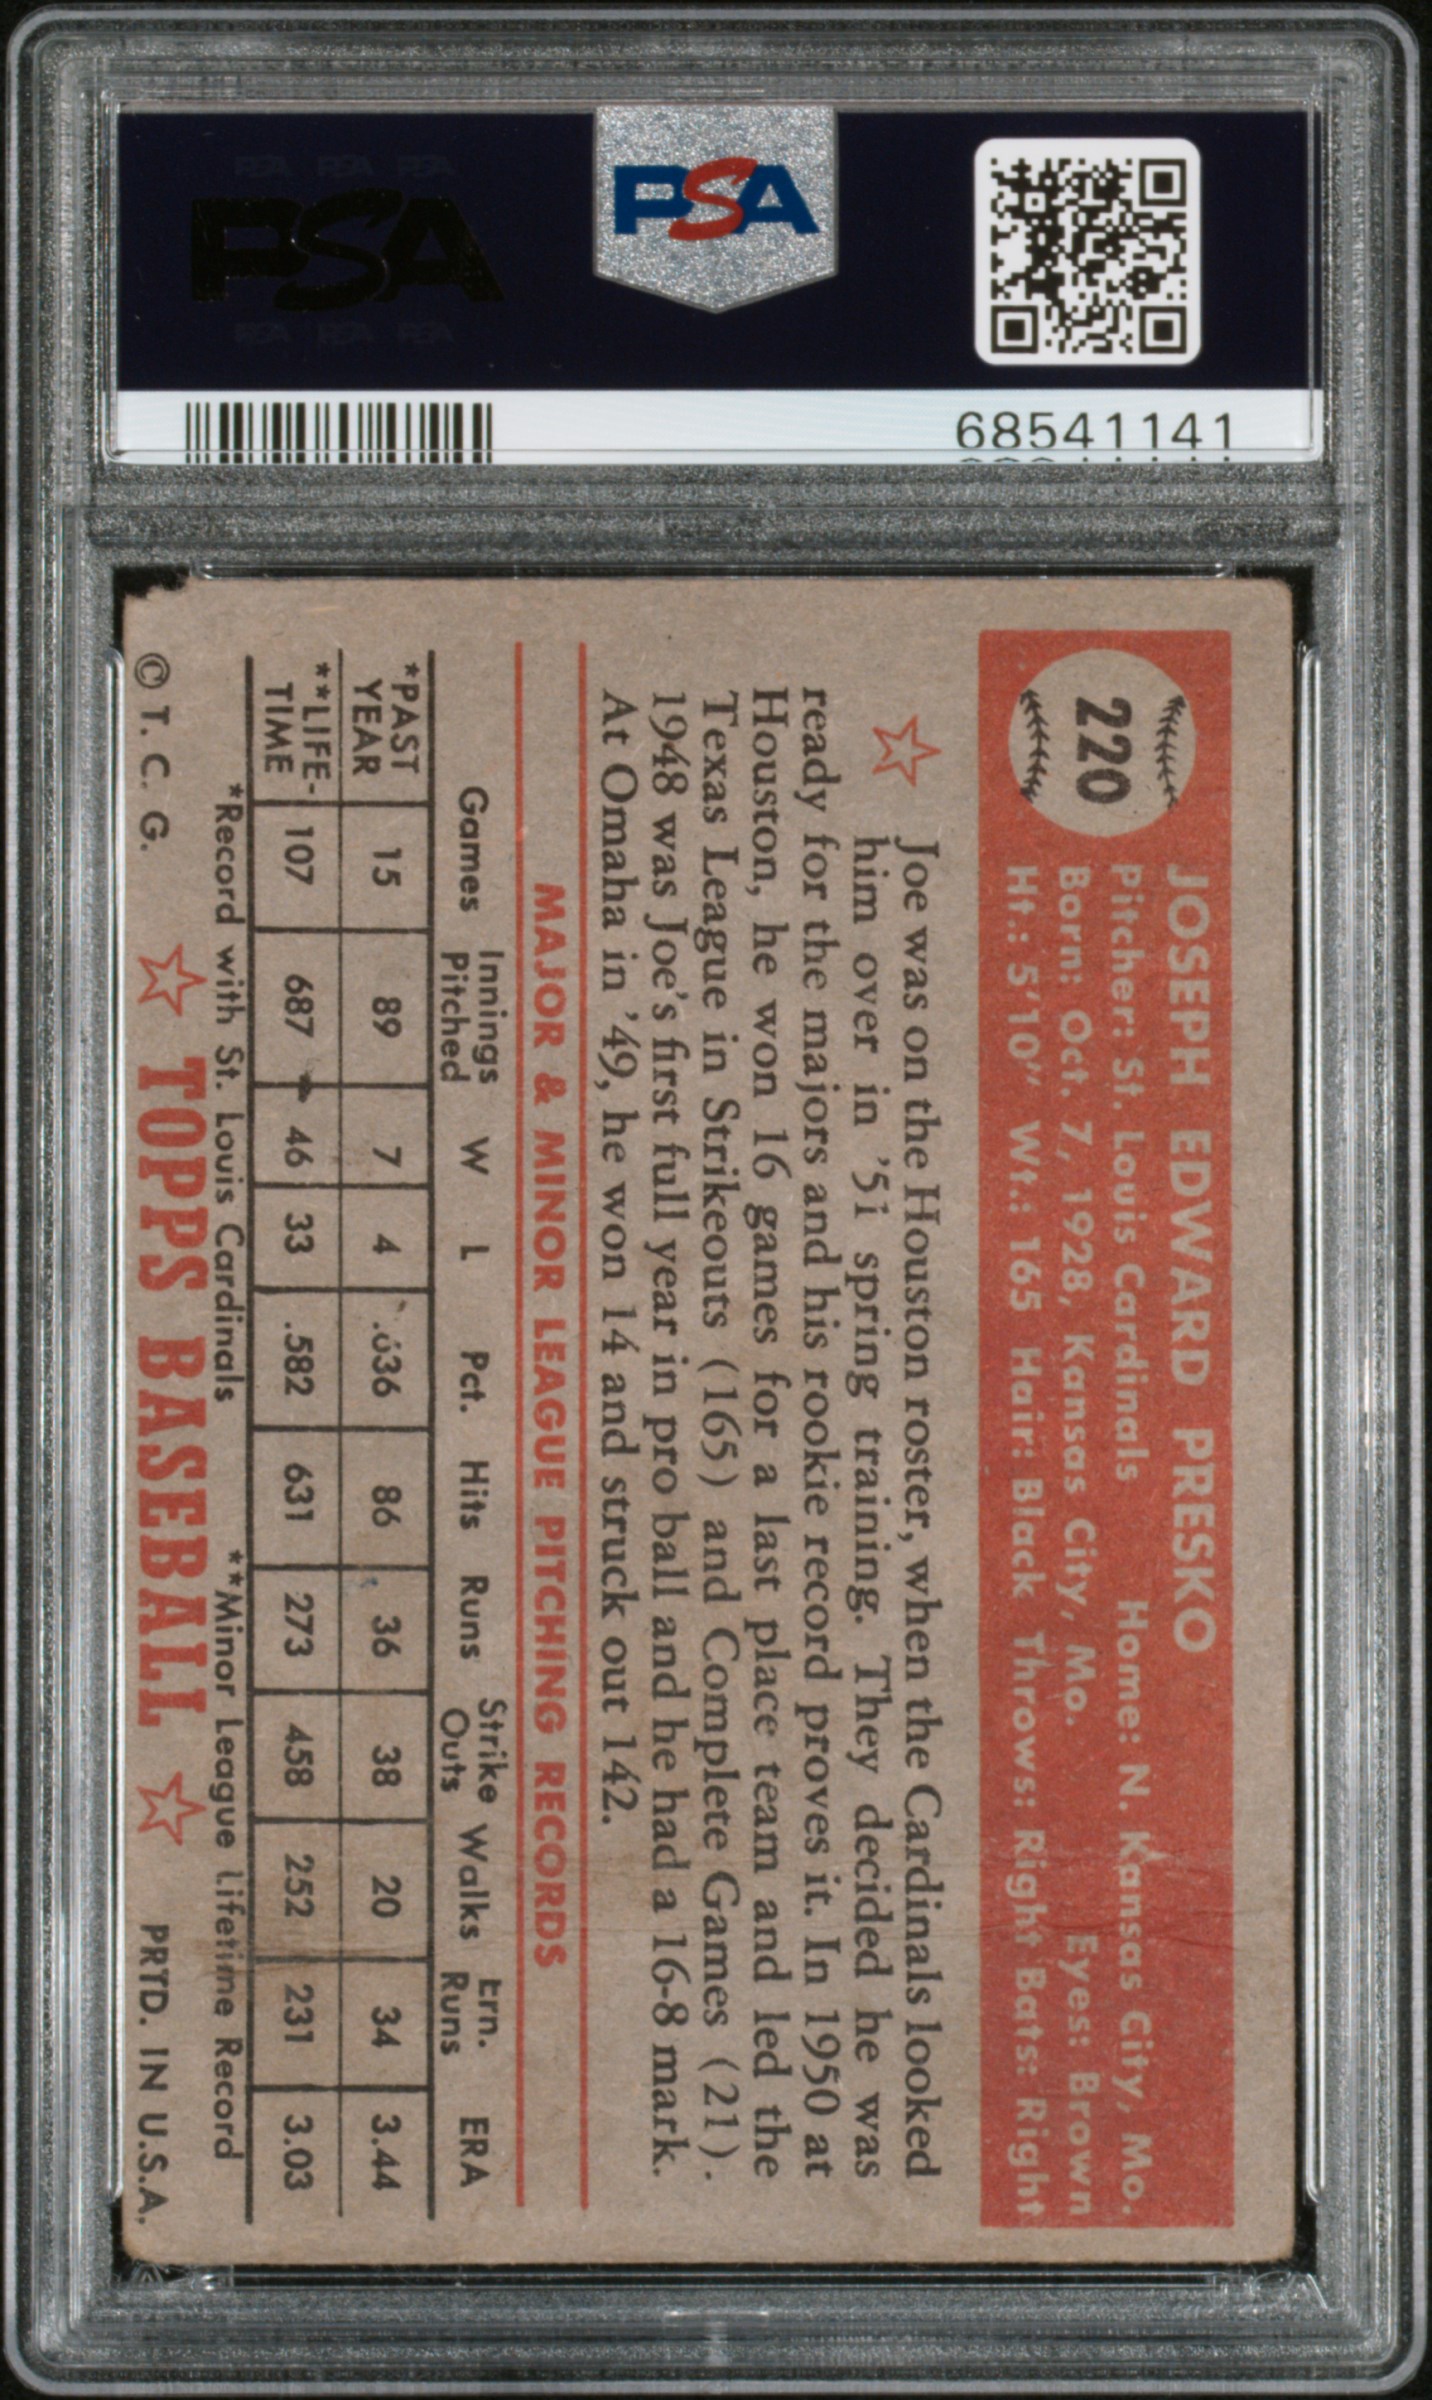 PSA PSA PSA
PSA
PSA PSA PSA
PSA
68541141
220
JOSEPH EDWARD PRESKO
Pitcher: St. Louis Cardinals Home: N. Kansas City, Mo.
Born: Oct. 7, 1928, Kansas City, Mo. Eyes: Brown
Ht.: 5'10" Wt.: 165 Hair: Black Throws: Right Bats: Right
Joe was on the Houston roster, when the Cardinals looked
him over in '51 spring training. They decided he was
ready for the majors and his rookie record proves it. In 1950 at
Houston, he won 16 games for a last place team and led the
Texas League in Strikeouts (165) and Complete Games (21).
1948 was Joe's first full year in pro ball and he had a 16-8 mark.
At Omaha in '49, he won 14 and struck out 142.
MAJOR & MINOR LEAGUE PITCHING RECORDS
Games Innings Pitched W L Pct. Hits Runs Strike Outs Walks Ern. Runs ERA
*PAST YEAR 15 89 7 4 .636 86 36 38 20 34 3.44
**LIFE-TIME 107 687 46 33 .582 631 273 458 252 231 3.03
*Record with St. Louis Cardinals **Minor League Lifetime Record
© T. C. G. TOPPS BASEBALL PRTD. IN U.S.A.